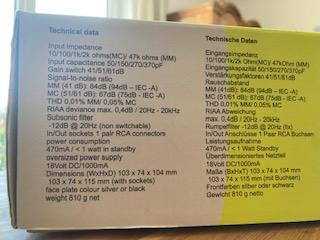 Technical data
Input impedance
10/100/1k/2k ohms(MC)/ 47k ohms (MM)
Input capacitance 50/150/270/370pF
Gain switch 41/51/61dB
Signal-to-noise ratio
MM (41 dB): 84dB (94dB - IEC -A)
MC (51/61 dB): 67dB (75dB - IEC -A)
THD 0,01% MM/ 0,05% MC
RIAA deviance max. 0,4dB / 20Hz - 20kHz
Subsonic filter
-12dB @ 20Hz (non switchable)
In/Out sockets 1 pair RCA connectors
power consumption
470mA / < 1 watt in standby
oversized power supply
18Volt DC/1000mA
Dimensions (WxHxD) 103 x 74 x 104 mm
103 x 74 x 115 mm (with sockets)
face plate colour silver or black
weight 810 g net
Technische Daten
Eingangsimpedanz
10/100/1k/2k Ohm(MC)/ 47kOhm (MM)
Eingangskapazität 50/150/270/370pF
Verstärkungsfaktoren 41/51/61dB
Rauschabstand
MM (41dB): 84dB (94dB – IEC-A)
MC (51/61 dB): 67dB (75dB - IEC-A)
THD 0,01% MM/ 0,05% MC
RIAA Abweichung
max. 0,4dB / 20Hz - 20kHz
Rumpelfilter -12dB @ 20Hz (fix)
In/Out Anschlüsse 1 Paar RCA Buchsen
Leistungsaufnahme
470mA / < 1 Watt Standby
Überdimensioniertes Netzteil
18Volt DC/1000mA
Maße (BxHxT) 103 x 74 x 104 mm
103 x 74 x 115 mm (mit Buchsen)
Frontfarben silber oder schwarz
Gewicht 810 g netto